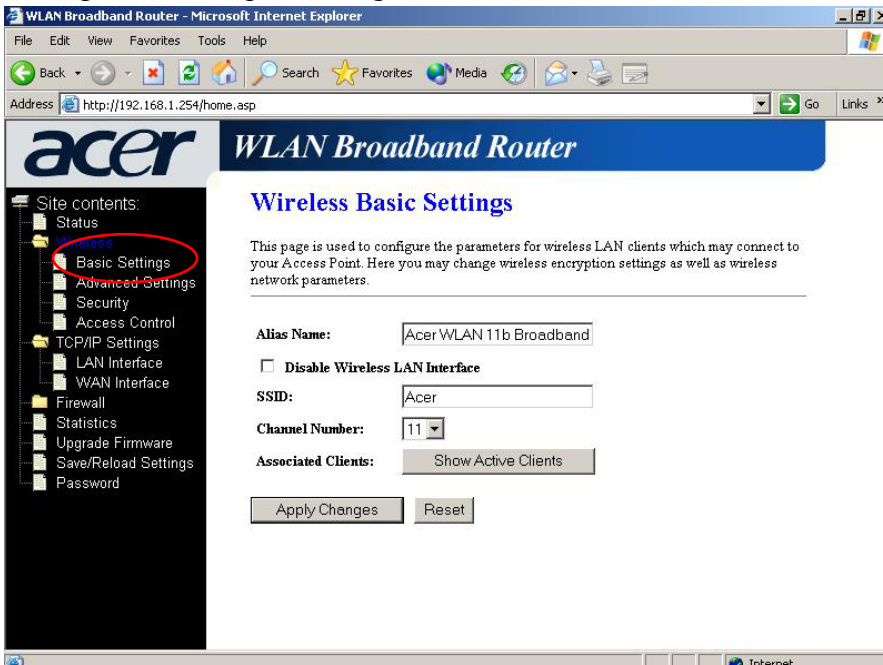 WLAN Broadband Router - Microsoft Internet Explorer
File Edit View Favorites Tools Help
Back Search Favorites Media
Address http://192.168.1.254/home.asp Go Links »
acer WLAN Broadband Router
Site contents:
Status
Wireless
Basic Settings
Advanced Settings
Security
Access Control
TCP/IP Settings
LAN Interface
WAN Interface
Firewall
Statistics
Upgrade Firmware
Save/Reload Settings
Password
Wireless Basic Settings
This page is used to configure the parameters for wireless LAN clients which may connect to
your Access Point. Here you may change wireless encryption settings as well as wireless
network parameters.
Alias Name: Acer WLAN 11b Broadband
Disable Wireless LAN Interface
SSID: Acer
Channel Number: 11
Associated Clients: Show Active Clients
Apply Changes Reset
Internet